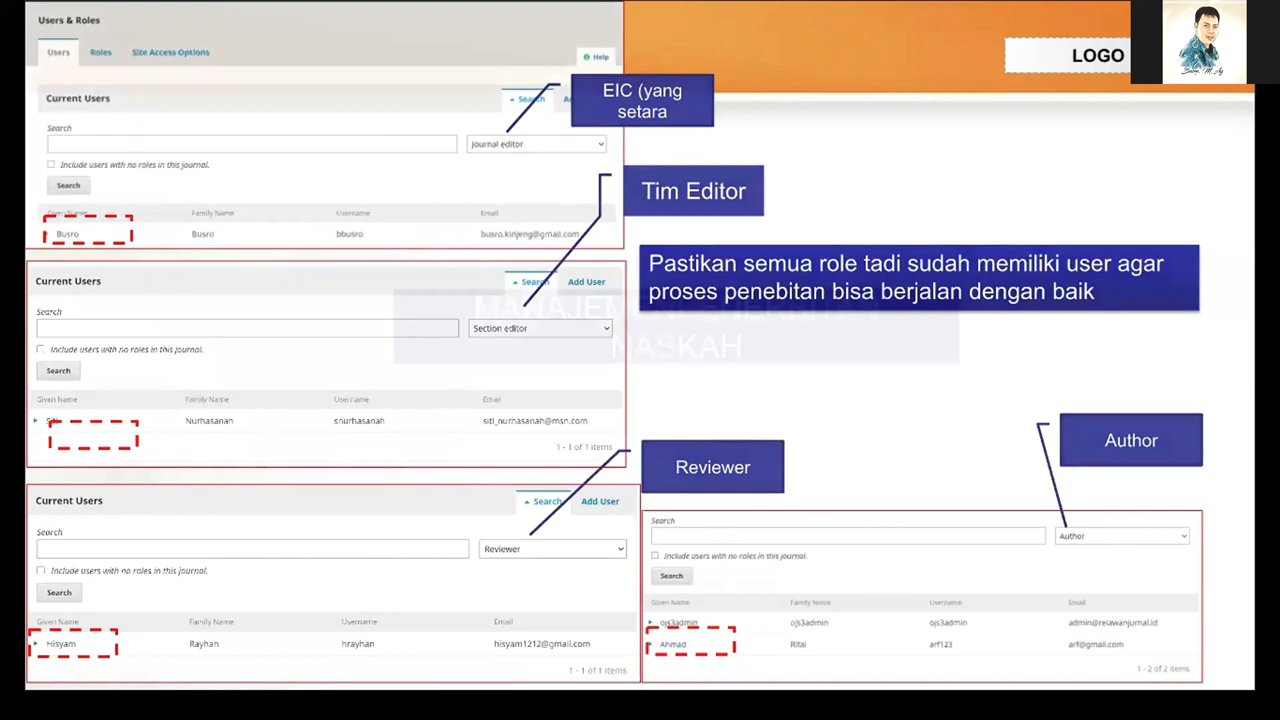 Users & Roles
Users Roles Site Access Options
Help
LOGO
Busro, M. Ag
Current Users
Search
EIC (yang
setara
Search
Journal editor
Include users with no roles in this journal.
Search
Given Name Family Name Username Email
Busro Busro bbusro busro.kinjeng@gmail.com
Tim Editor
Pastikan semua role tadi sudah memiliki user agar
proses penebitan bisa berjalan dengan baik
NASKAH
Current Users
Search Add User
Search
Section editor
Include users with no roles in this journal.
Search
Given Name Family Name Username Email
Nurhasanah snurhasanah siti_nurhasanah@msn.com
1 - 1 of 1 items
Reviewer
Current Users
Search Add User
Search
Reviewer
Include users with no roles in this journal.
Search
Given Name Family Name Username Email
Hisyam Rayhan hrayhan hisyam1212@gmail.com
1 - 1 of 1 items
Author
Search
Author
Include users with no roles in this journal.
Search
Given Name Family Name Username Email
ojs3admin ojs3admin ojs3admin admin@relawanjurnal.id
Ahmad Rifai arf123 arf@gmail.com
1 - 2 of 2 items